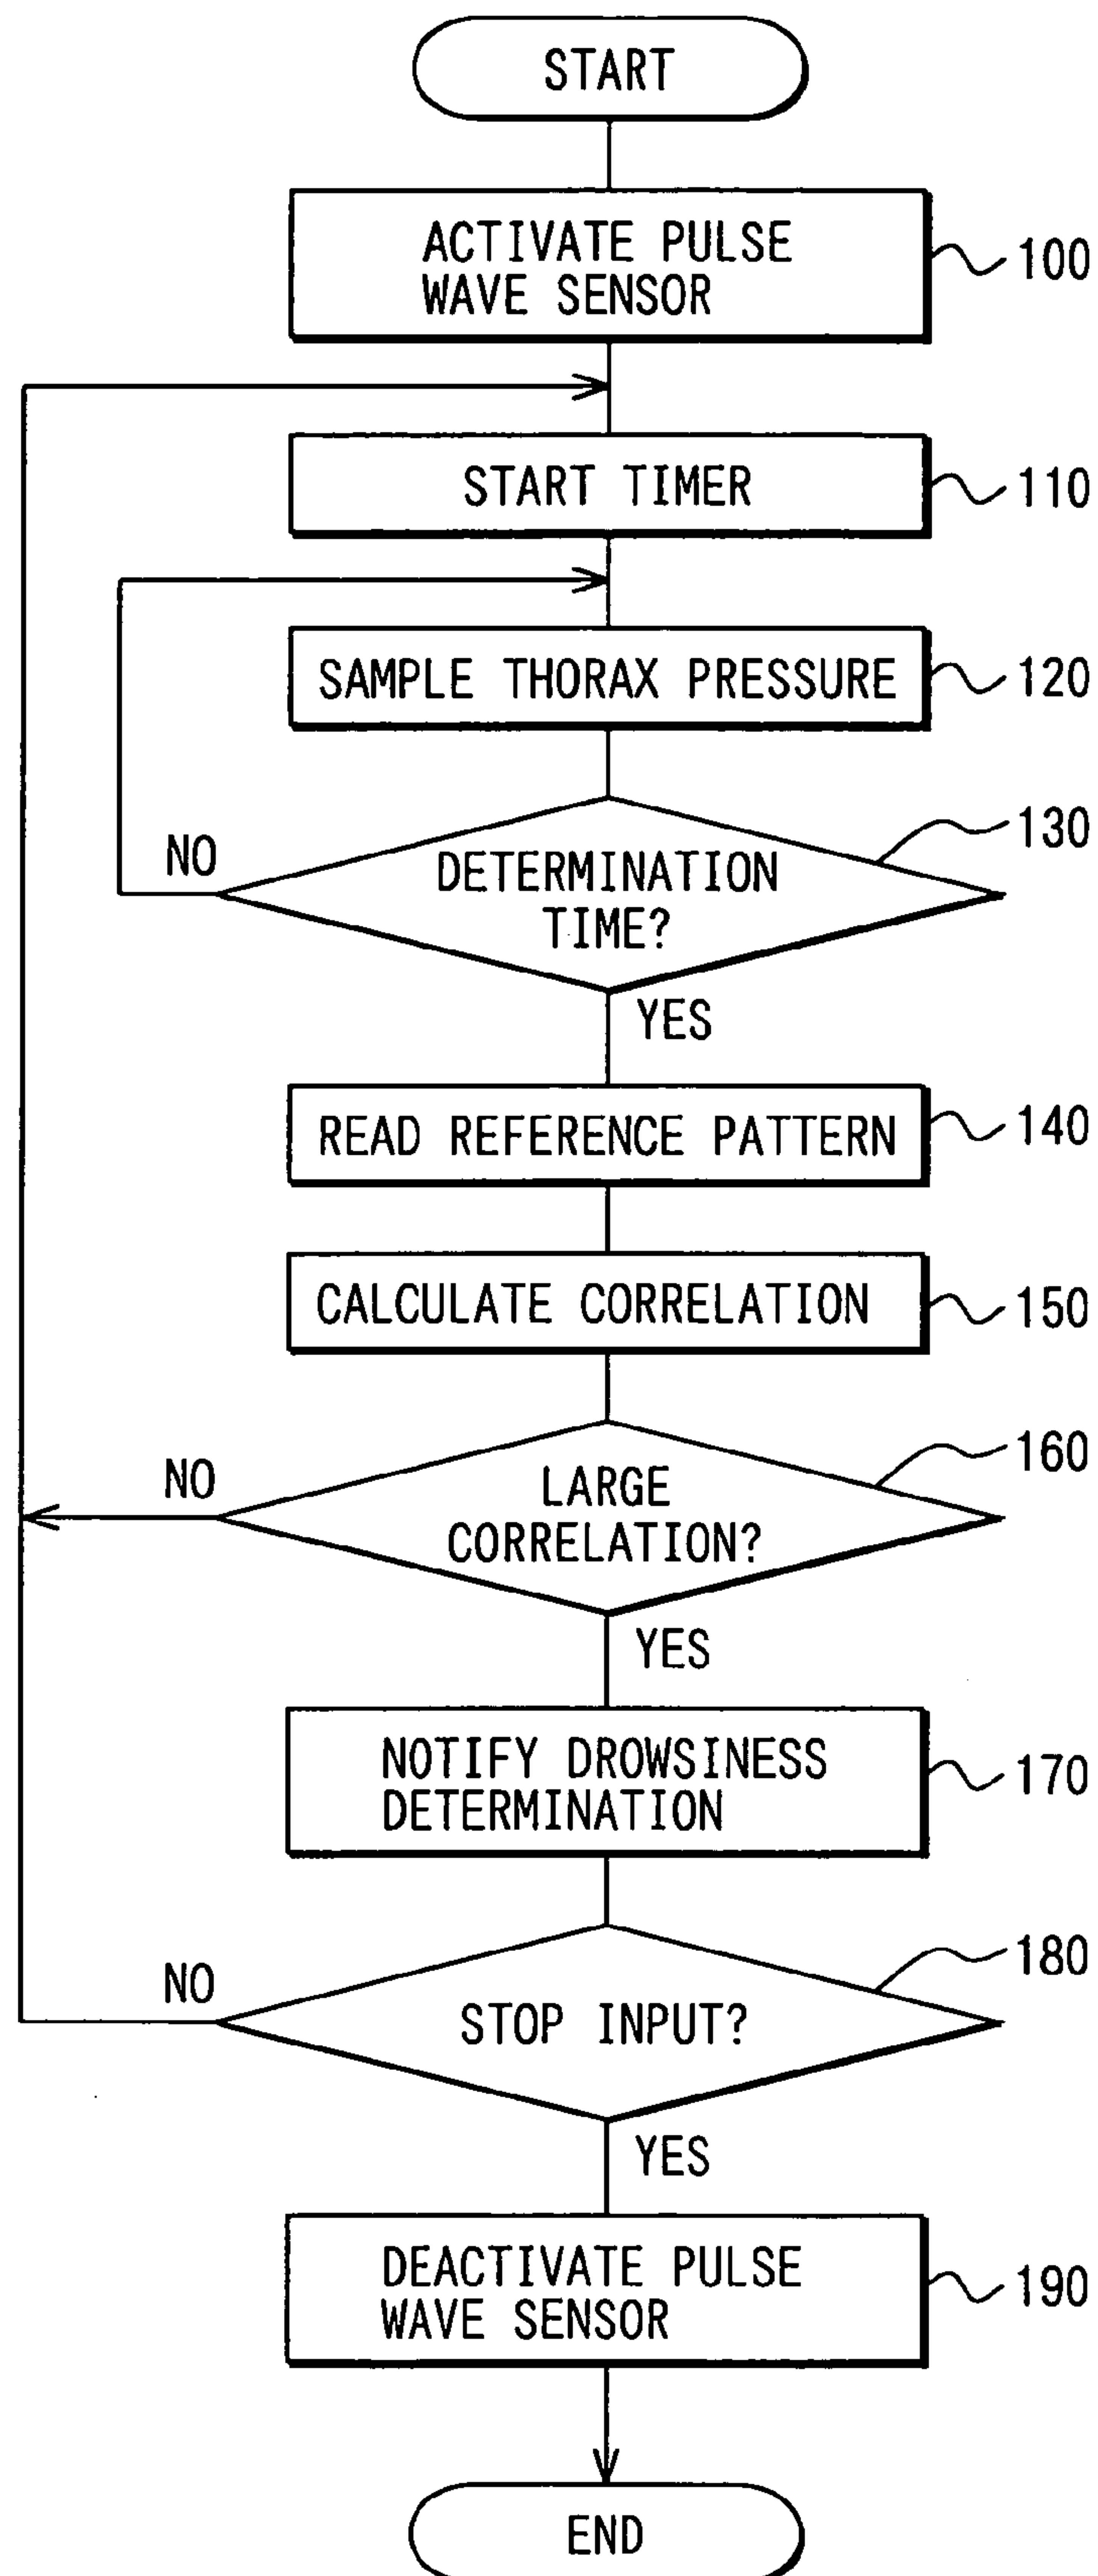 START
ACTIVATE PULSE
WAVE SENSOR
100
START TIMER
110
SAMPLE THORAX PRESSURE
120
130
NO
DETERMINATION
TIME?
YES
READ REFERENCE PATTERN
140
CALCULATE CORRELATION
150
160
NO
LARGE
CORRELATION?
YES
NOTIFY DROWSINESS
DETERMINATION
170
180
NO
STOP INPUT?
YES
DEACTIVATE PULSE
WAVE SENSOR
190
END